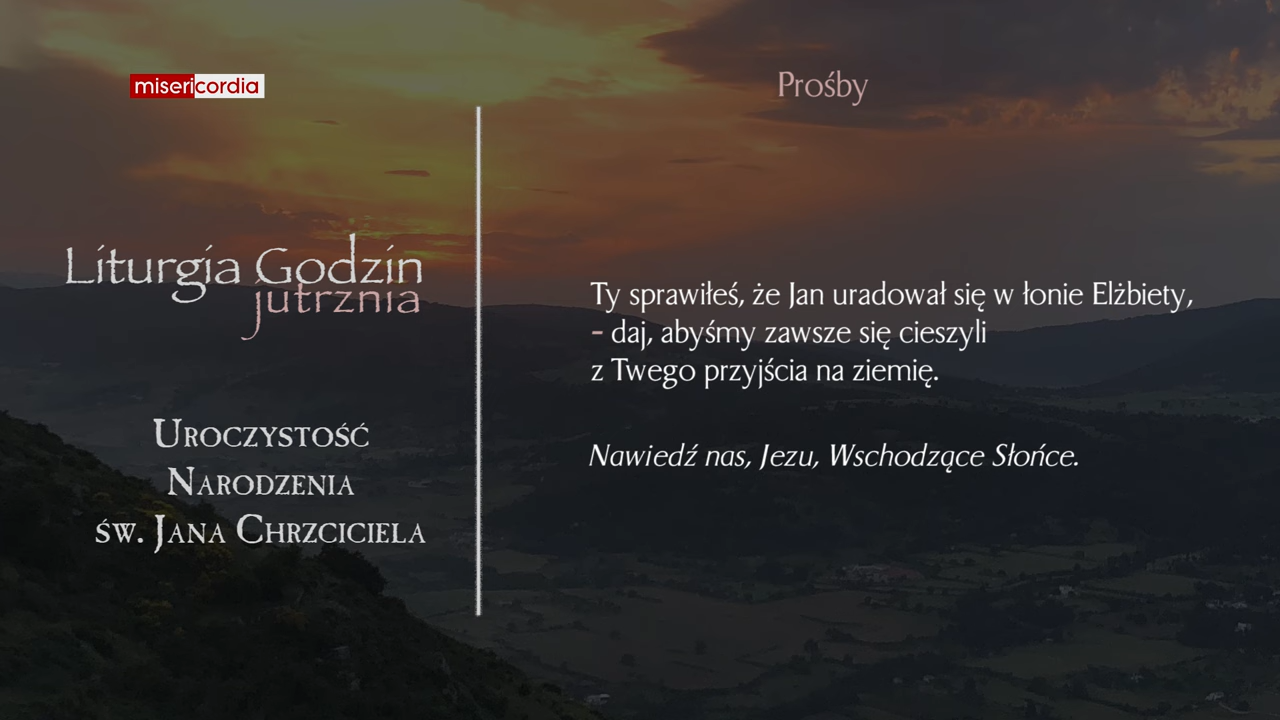 misericordia
Liturgia Godzin
jutrznia
Uroczystość
Narodzenia
św. Jana Chrzciciela
Prośby
Ty sprawiłeś, że Jan uradował się w łonie Elżbiety,
– daj, abyśmy zawsze się cieszyli
z Twego przyjścia na ziemię.
Nawiedź nas, Jezu, Wschodzące Słońce.